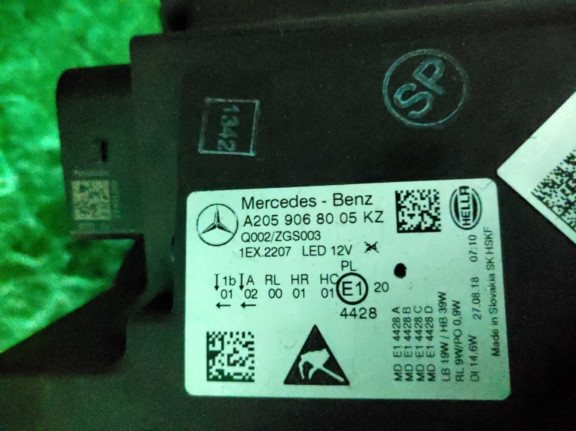 SP
1342
Mercedes - Benz
A205 906 80 05 KZ
Q002/ZGS003
1EX.2207 LED 12V
HELLA
PL
1b A RL HR HC E1 20
01 02 00 01 01
4428
MD E1 4428 A
MD E1 4428 B
MD E1 4428 C
MD E1 4428 D
LB 19W / HB 39W
RL 9W/PO 0,9W
DI 14.6W
27.08.18 07:10
Made in Slovakia SK HSKF